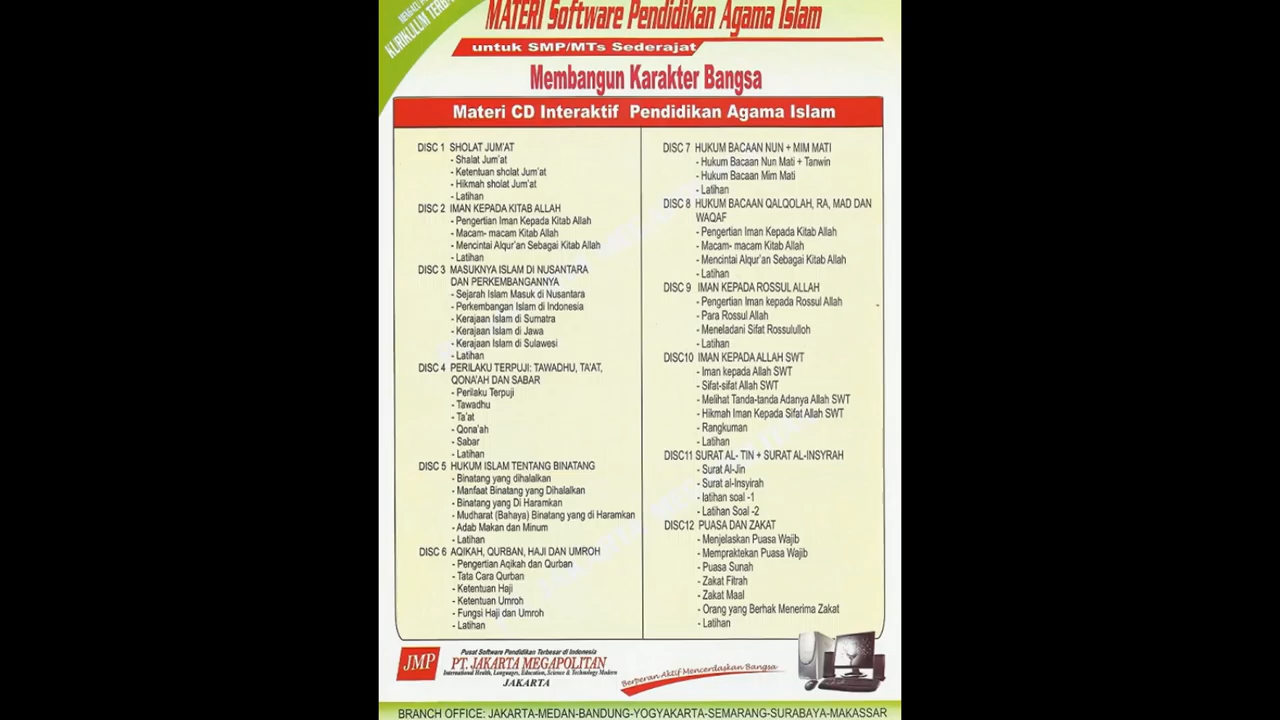 KURIKULUM TERBA
MATERI Software Pendidikan Agama Islam
untuk SMP/MTs Sederajat
Membangun Karakter Bangsa
Materi CD Interaktif Pendidikan Agama Islam
DISC 1 SHOLAT JUM'AT
- Shalat Jum'at
- Ketentuan sholat Jum'at
- Hikmah sholat Jum'at
- Latihan
DISC 2 IMAN KEPADA KITAB ALLAH
- Pengertian Iman Kepada Kitab Allah
- Macam- macam Kitab Allah
- Mencintai Alqur'an Sebagai Kitab Allah
- Latihan
DISC 3 MASUKNYA ISLAM DI NUSANTARA
DAN PERKEMBANGANNYA
- Sejarah Islam Masuk di Nusantara
- Perkembangan Islam di Indonesia
- Kerajaan Islam di Sumatra
- Kerajaan Islam di Jawa
- Kerajaan Islam di Sulawesi
- Latihan
DISC 4 PERILAKU TERPUJI: TAWADHU, TA'AT,
QONA'AH DAN SABAR
- Perilaku Terpuji
- Tawadhu
- Ta'at
- Qona'ah
- Sabar
- Latihan
DISC 5 HUKUM ISLAM TENTANG BINATANG
- Binatang yang dihalalkan
- Manfaat Binatang yang Dihalalkan
- Binatang yang Di Haramkan
- Mudharat (Bahaya) Binatang yang di Haramkan
- Adab Makan dan Minum
- Latihan
DISC 6 AQIKAH, QURBAN, HAJI DAN UMROH
- Pengertian Aqikah dan Qurban
- Tata Cara Qurban
- Ketentuan Haji
- Ketentuan Umroh
- Fungsi Haji dan Umroh
- Latihan
DISC 7 HUKUM BACAAN NUN + MIM MATI
- Hukum Bacaan Nun Mati + Tanwin
- Hukum Bacaan Mim Mati
- Latihan
DISC 8 HUKUM BACAAN QALQOLAH, RA, MAD DAN
WAQAF
- Pengertian Iman Kepada Kitab Allah
- Macam- macam Kitab Allah
- Mencintai Alqur'an Sebagai Kitab Allah
- Latihan
DISC 9 IMAN KEPADA ROSSUL ALLAH
- Pengertian Iman kepada Rossul Allah
- Para Rossul Allah
- Meneladani Sifat Rossululloh
- Latihan
DISC10 IMAN KEPADA ALLAH SWT
- Iman kepada Allah SWT
- Sifat-sifat Allah SWT
- Melihat Tanda-tanda Adanya Allah SWT
- Hikmah Iman Kepada Sifat Allah SWT
- Rangkuman
- Latihan
DISC11 SURAT AL- TIN + SURAT AL-INSYRAH
- Surat Al-Jin
- Surat al-Insyirah
- latihan soal -1
- Latihan Soal -2
DISC12 PUASA DAN ZAKAT
- Menjelaskan Puasa Wajib
- Mempraktekan Puasa Wajib
- Puasa Sunah
- Zakat Fitrah
- Zakat Maal
- Orang yang Berhak Menerima Zakat
- Latihan
JMP
Pusat Software Pendidikan Terbesar di Indonesia
PT. JAKARTA MEGAPOLITAN
International Health, Languages, Education, Science & Technology Modern
JAKARTA
Berperan Aktif Mencerdaskan Bangsa
BRANCH OFFICE: JAKARTA-MEDAN-BANDUNG-YOGYAKARTA-SEMARANG-SURABAYA-MAKASSAR